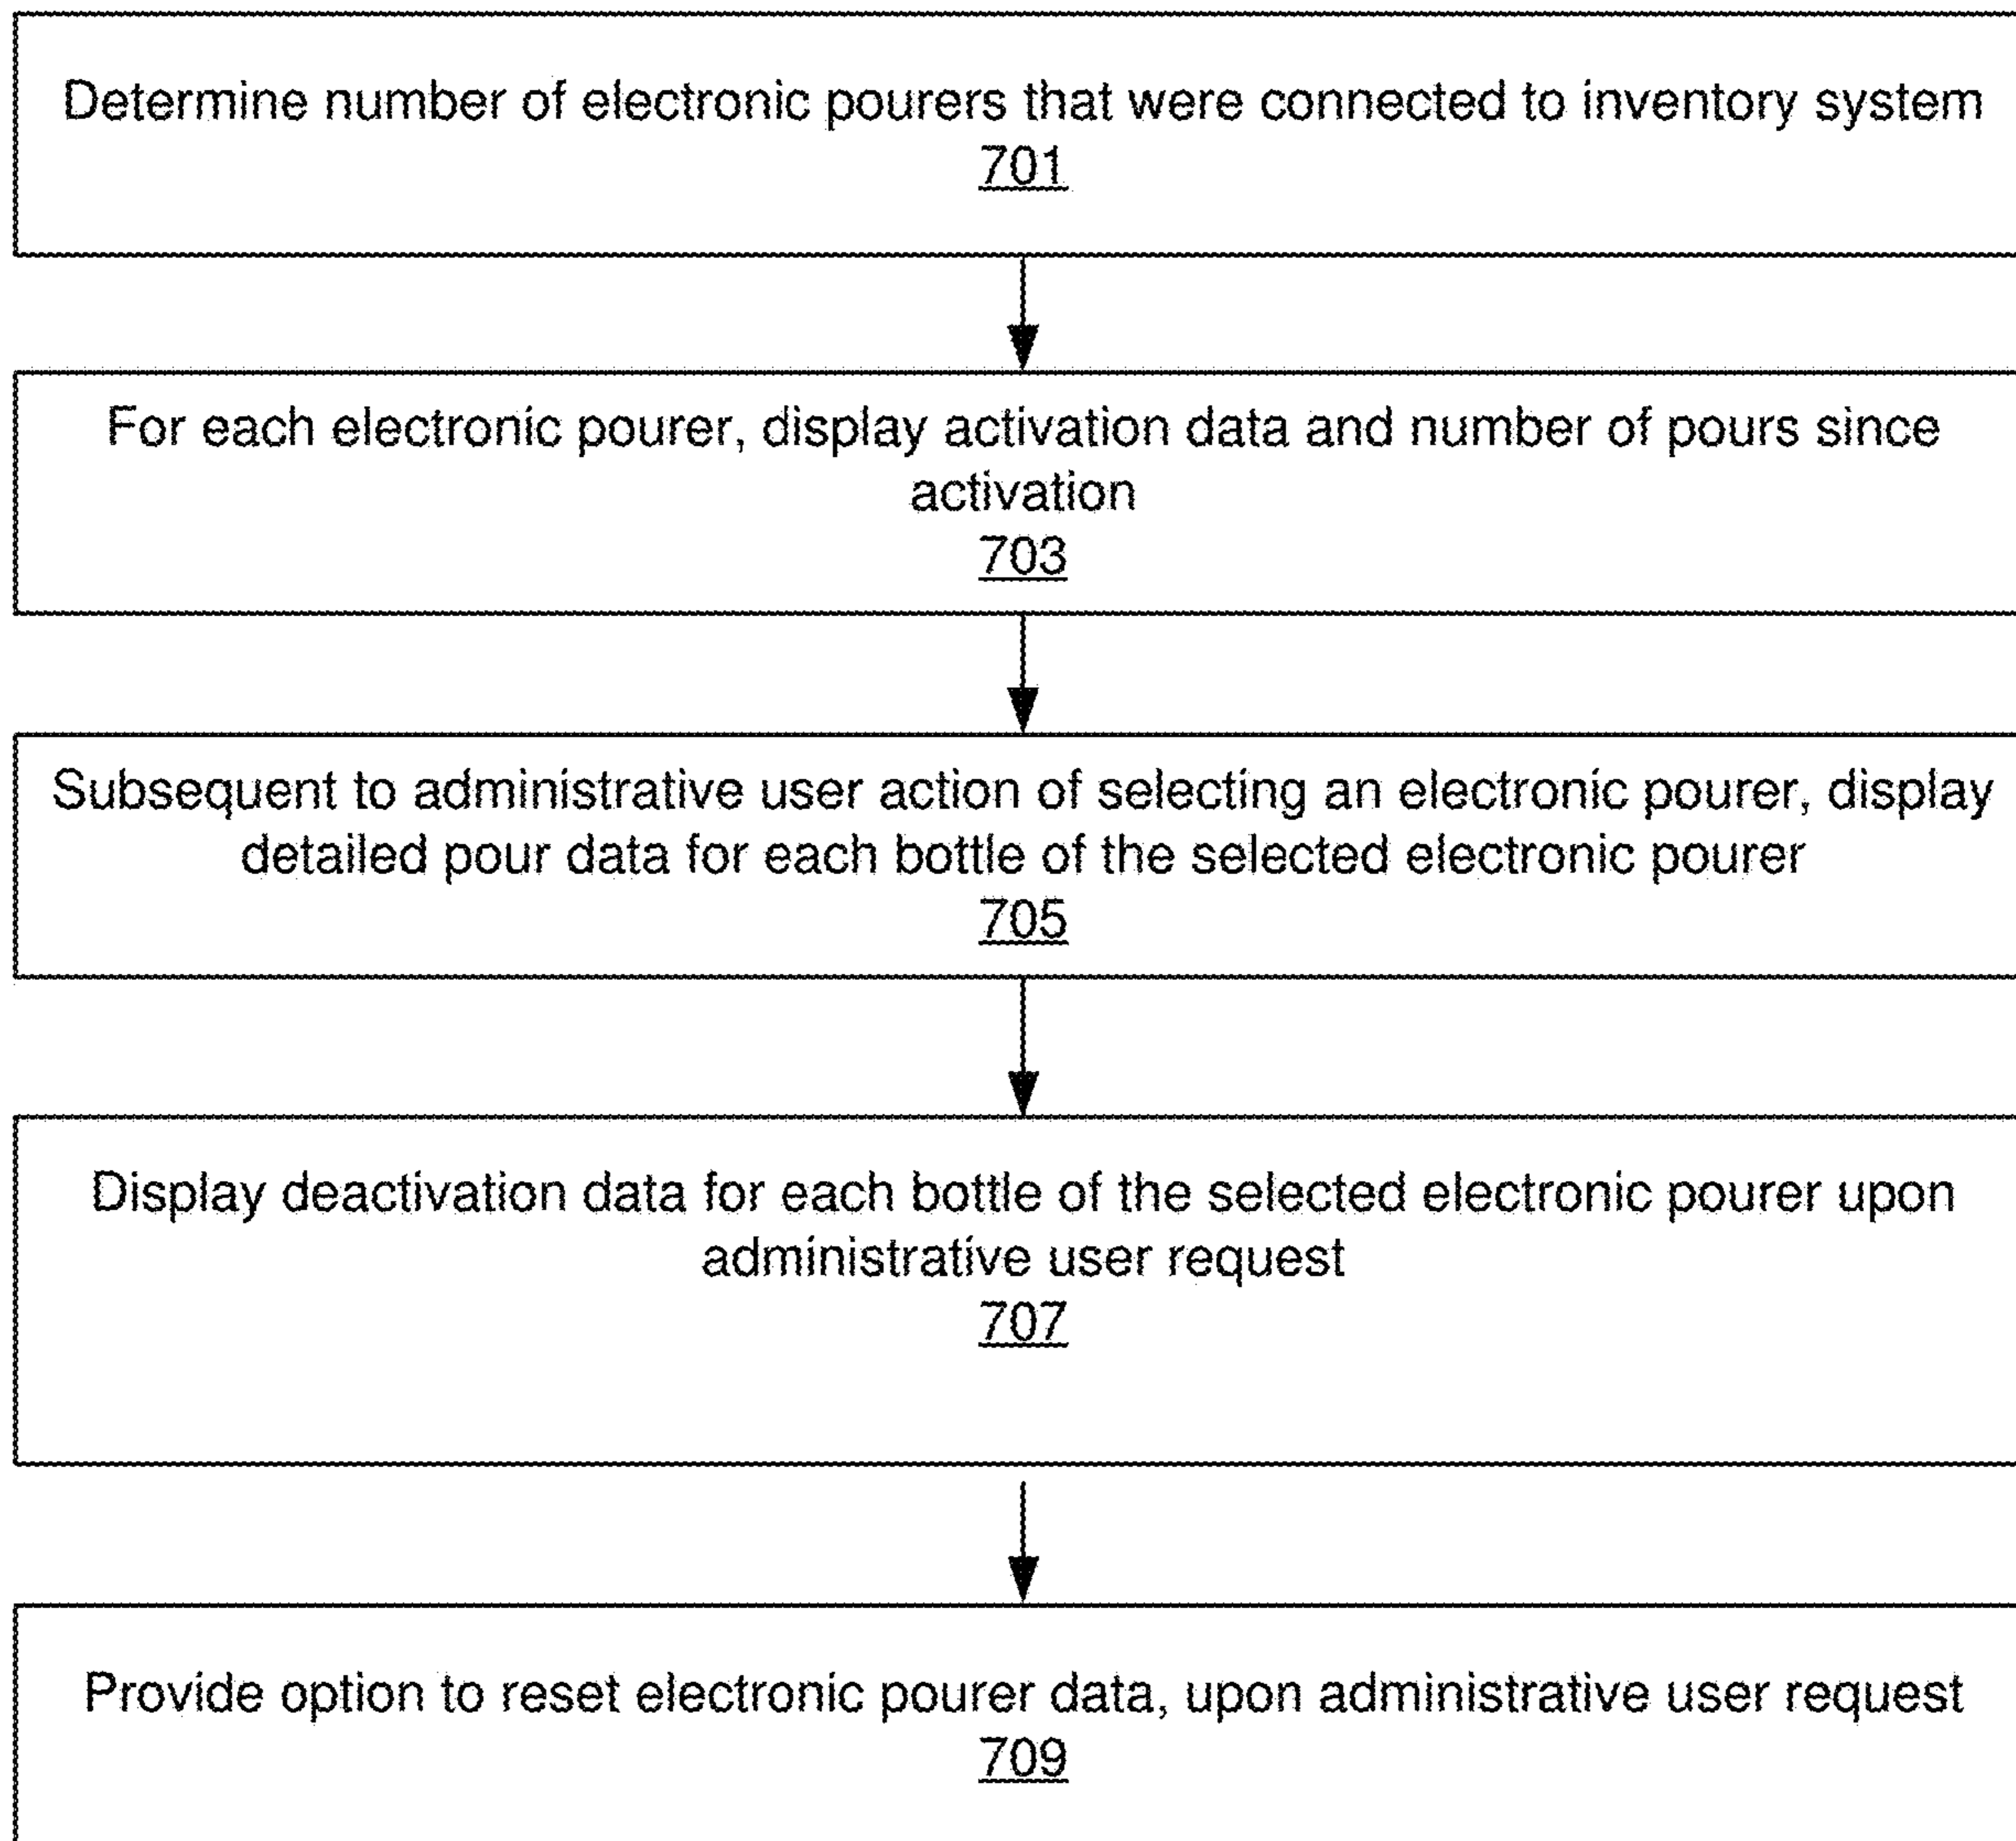 Determine number of electronic pourers that were connected to inventory system
701
For each electronic pourer, display activation data and number of pours since
activation
703
Subsequent to administrative user action of selecting an electronic pourer, display
detailed pour data for each bottle of the selected electronic pourer
705
Display deactivation data for each bottle of the selected electronic pourer upon
administrative user request
707
Provide option to reset electronic pourer data, upon administrative user request
709